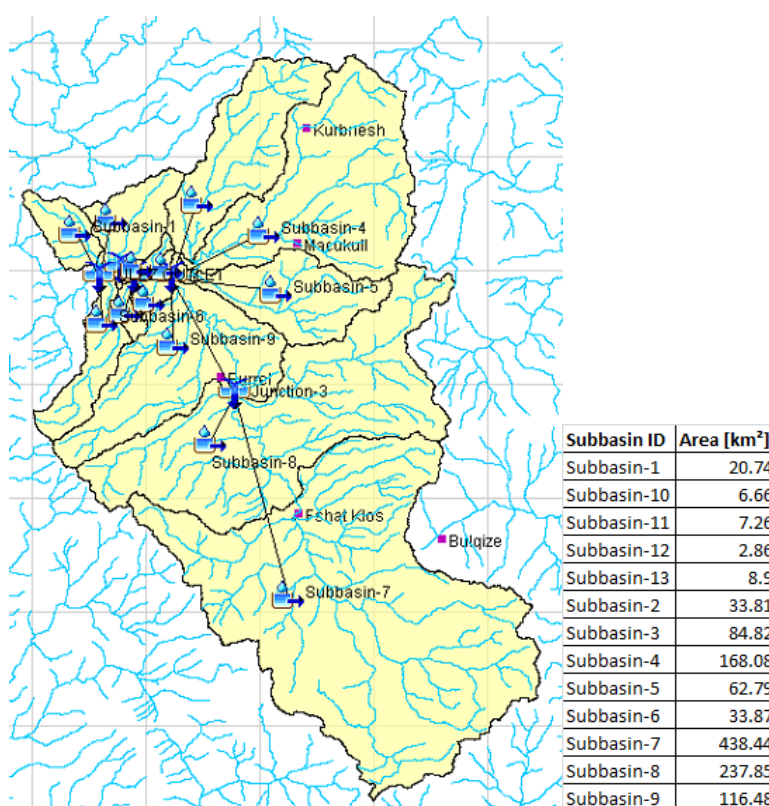 Kurbnesh
Subbasin-4
Subbasin-1
Macukull
Subbasin-5
Subbasin-6
Subbasin-9
Junction-3
Subbasin-8
Fshat Klos
Bulqize
Subbasin-7
Subbasin ID Area [km²]
Subbasin-1 20.74
Subbasin-10 6.66
Subbasin-11 7.26
Subbasin-12 2.86
Subbasin-13 8.9
Subbasin-2 33.81
Subbasin-3 84.82
Subbasin-4 168.08
Subbasin-5 62.79
Subbasin-6 33.87
Subbasin-7 438.44
Subbasin-8 237.85
Subbasin-9 116.48